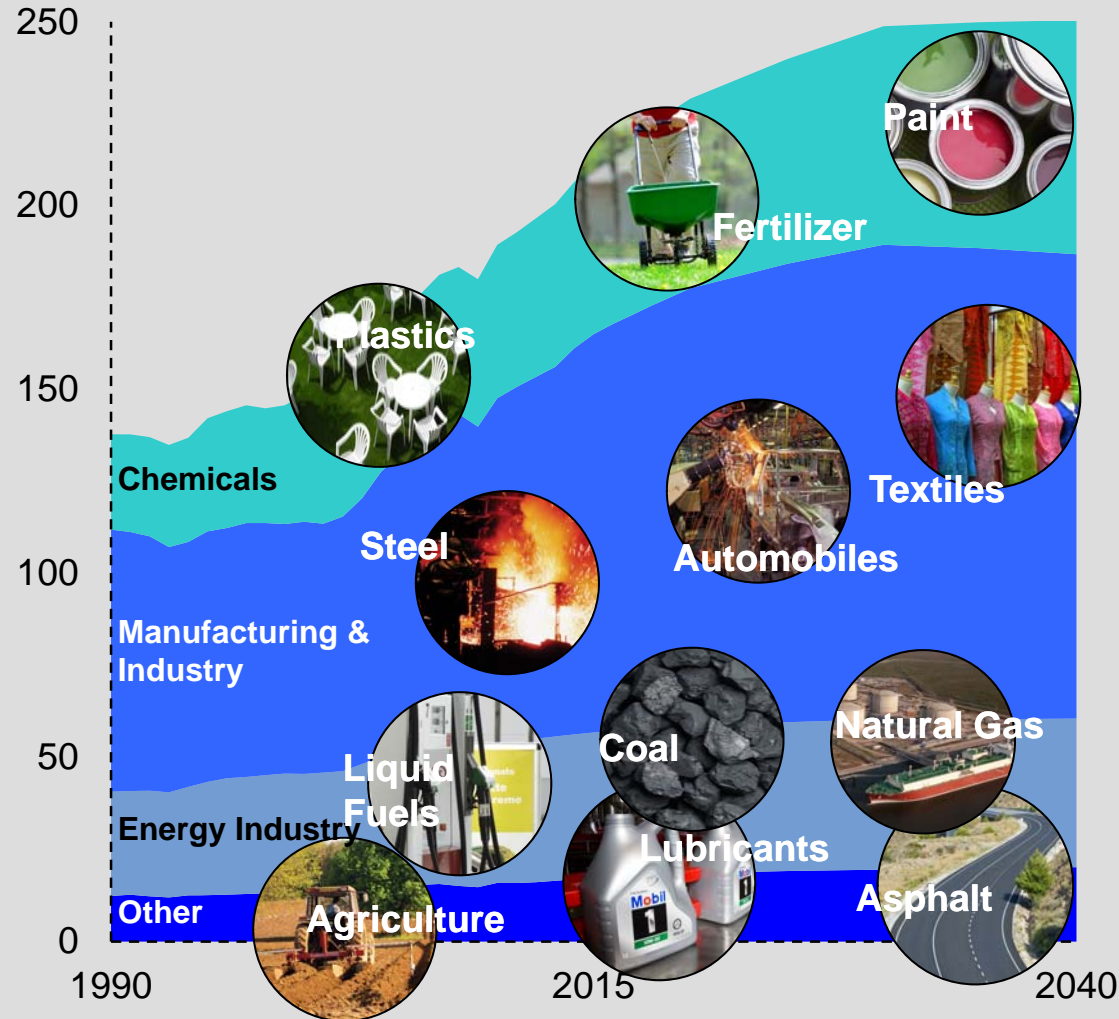 250
Paint
200
Fertilizer
Plastics
150
Chemicals
Textiles
Steel
Automobiles
100
Manufacturing &
Industry
50
Natural Gas
Coal
Liquid
Fuels
Energy Industry
Lubricants
Mobil
1
Asphalt
Other
Agriculture
0
1990
2015
2040